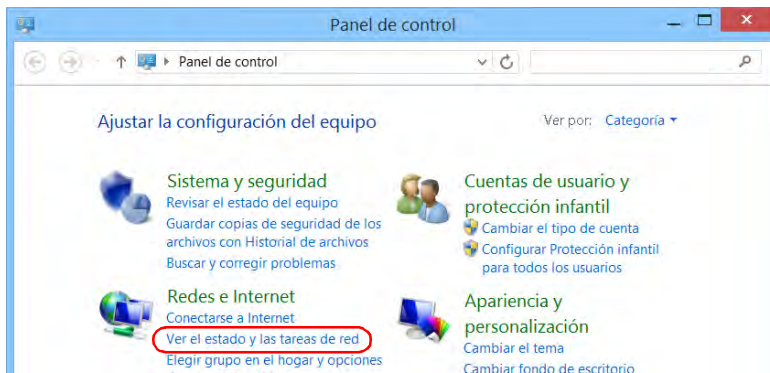 Panel de control
Panel de control
Ajustar la configuración del equipo
Ver por: Categoría
Sistema y seguridad
Revisar el estado del equipo
Guardar copias de seguridad de los
archivos con Historial de archivos
Buscar y corregir problemas
Cuentas de usuario y
protección infantil
Cambiar el tipo de cuenta
Configurar Protección infantil
para todos los usuarios
Redes e Internet
Conectarse a Internet
Ver el estado y las tareas de red
Elegir grupo en el hogar y opciones
Apariencia y
personalización
Cambiar el tema
Cambiar fondo de escritorio